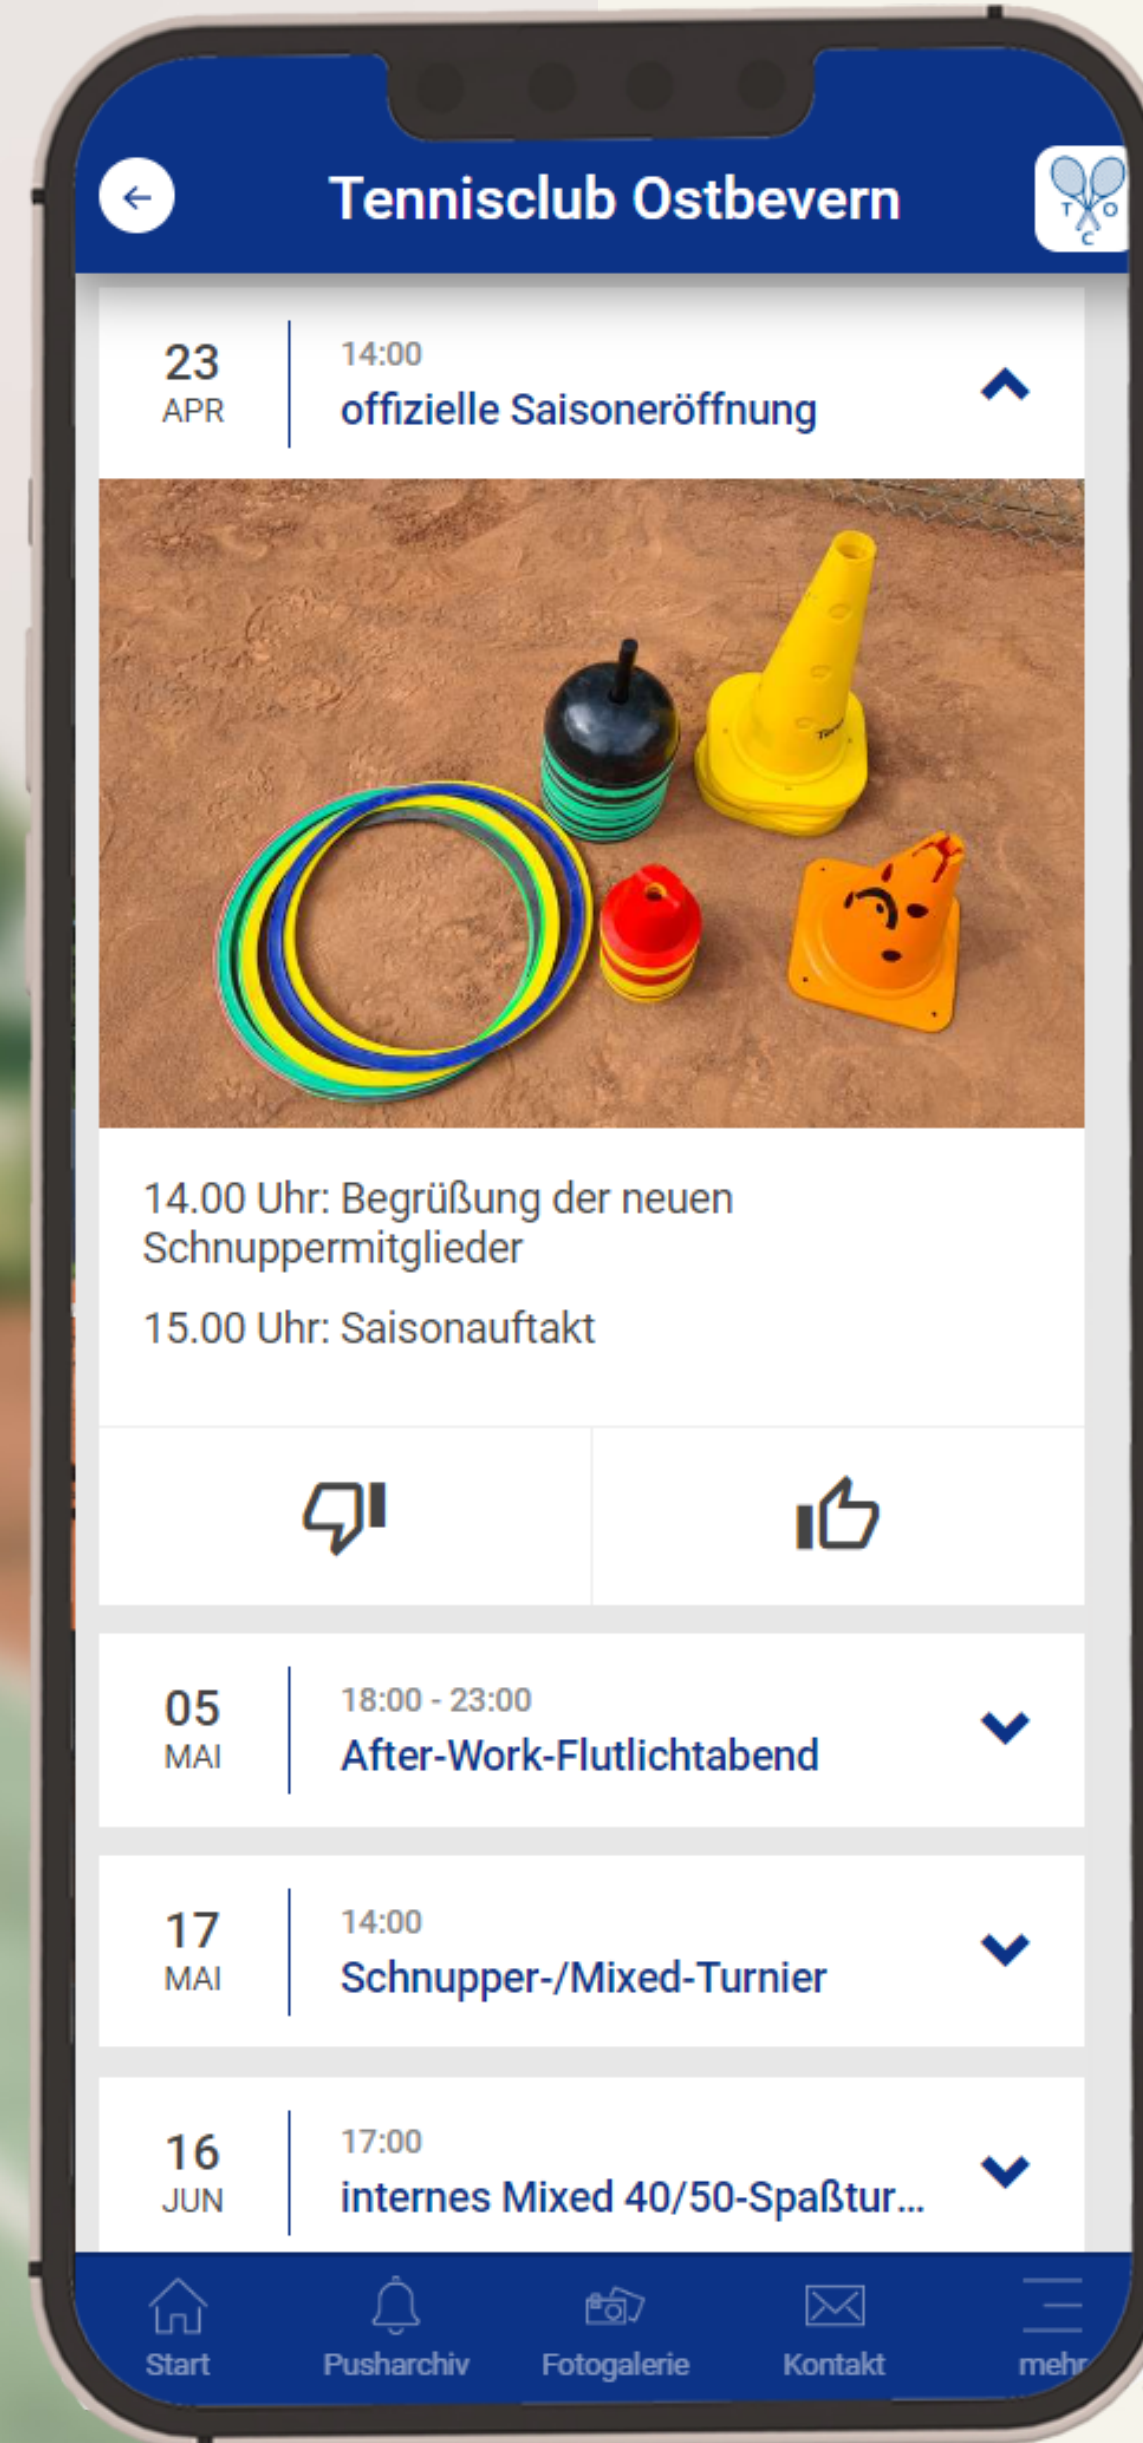 Tennisclub Ostbevern
T O
C
23
APR
14:00
offizielle Saisoneröffnung
14.00 Uhr: Begrüßung der neuen
Schnuppermitglieder
15.00 Uhr: Saisonauftakt
05
MAI
18:00 - 23:00
After-Work-Flutlichtabend
17
MAI
14:00
Schnupper-/Mixed-Turnier
16
JUN
17:00
internes Mixed 40/50-Spaßtur...
Start
Pusharchiv
Fotogalerie
Kontakt
mehr